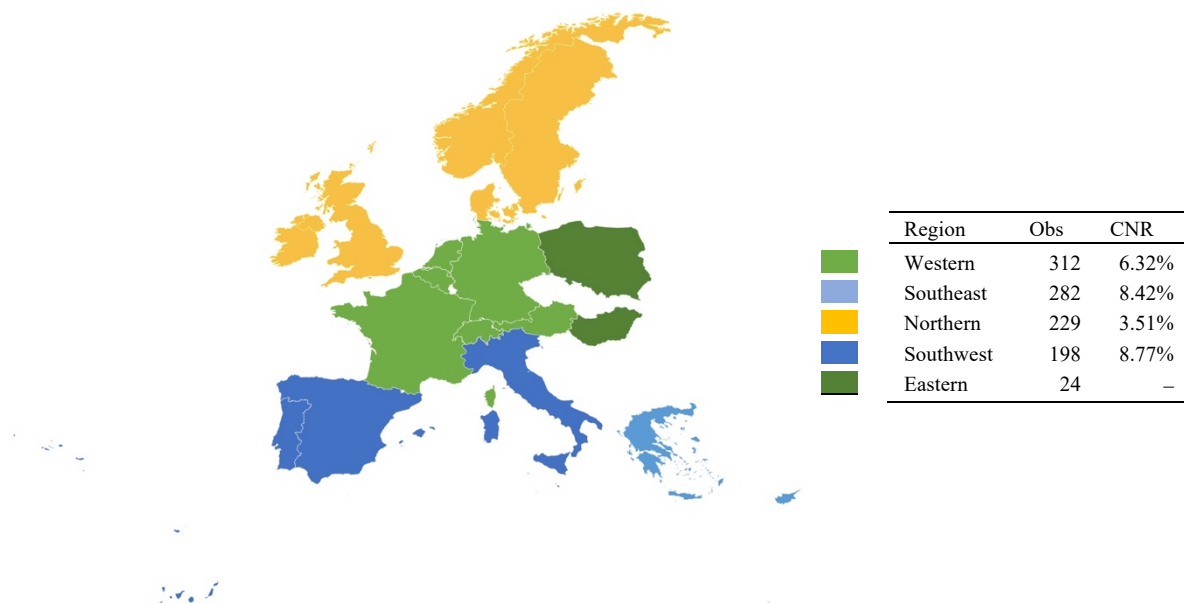 Region Obs CNR
Western 312 6.32%
Southeast 282 8.42%
Northern 229 3.51%
Southwest 198 8.77%
Eastern 24 –